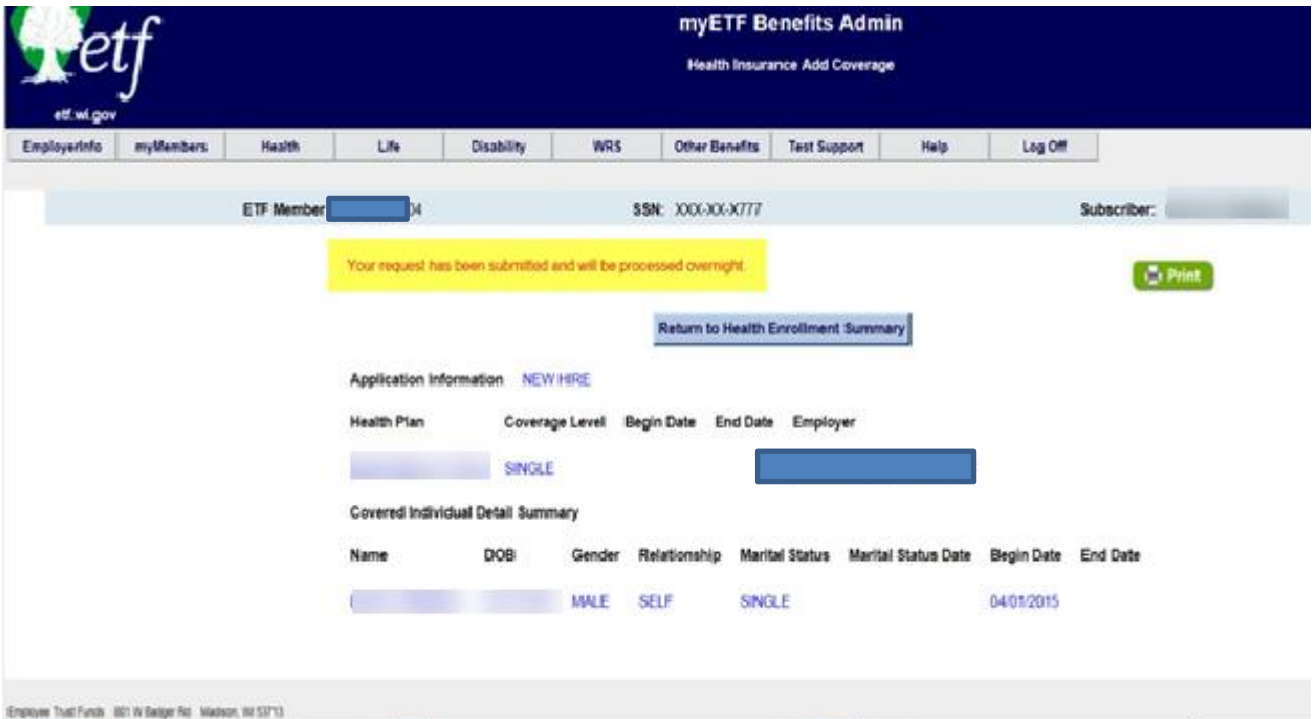 etf
myETF Benefits Admin
Health Insurance Add Coverage
etf.wi.gov
EmployerInfo myMembers Health Life Disability WRS Other Benefits Test Support Help Log Off
ETF Member 04 SSN: XXX-XX-X777 Subscriber:
Your request has been submitted and will be processed overnight.
Print
Return to Health Enrollment Summary
Application Information NEW HIRE
Health Plan Coverage Level Begin Date End Date Employer
SINGLE
Covered Individual Detail Summary
Name DOB Gender Relationship Marital Status Marital Status Date Begin Date End Date
MALE SELF SINGLE 04/01/2015
Employee Trust Funds 801 W Badger Rd Madison, WI 53713